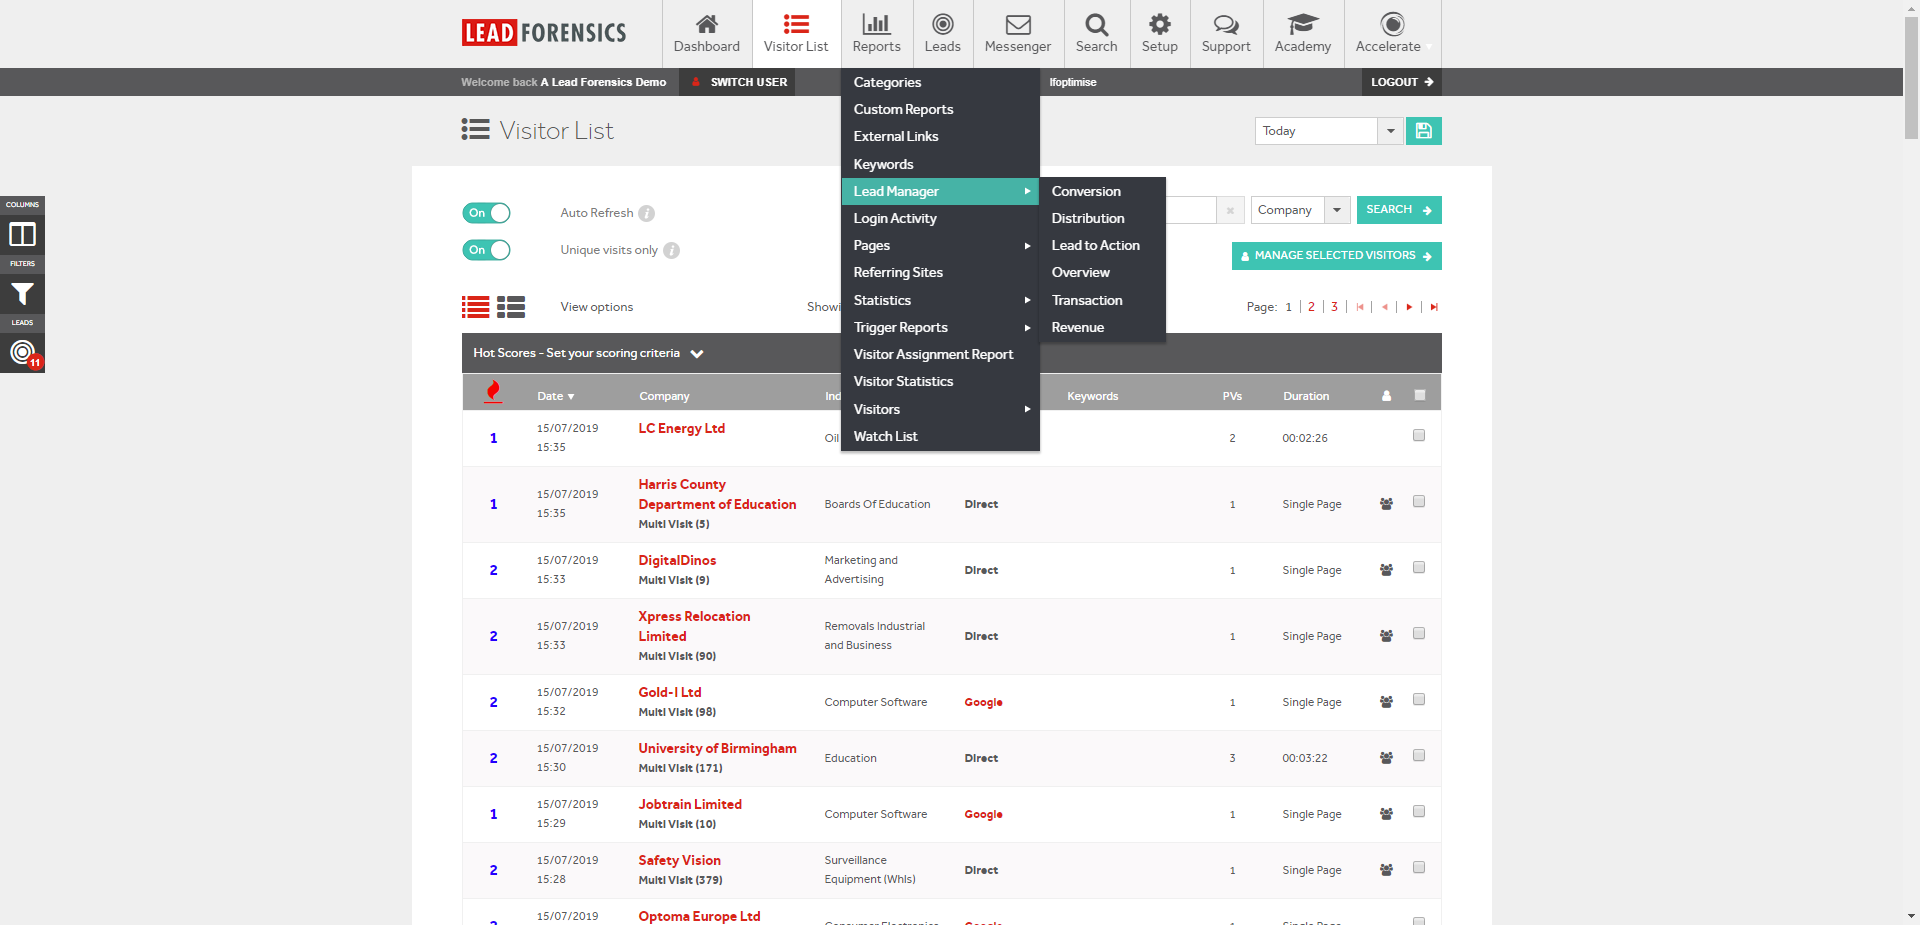 LEAD FORENSICS
Dashboard
Visitor List
Reports
Leads
Messenger
Search
Setup
Support
Academy
Accelerate
Welcome back A Lead Forensics Demo
SWITCH USER
lfoptimise
LOGOUT
Visitor List
Today
Categories
Custom Reports
External Links
Keywords
Lead Manager
Login Activity
Pages
Referring Sites
Statistics
Trigger Reports
Visitor Assignment Report
Visitor Statistics
Visitors
Watch List
Conversion
Distribution
Lead to Action
Overview
Transaction
Revenue
COLUMNS
FILTERS
LEADS
11
On
Auto Refresh
i
On
Unique visits only
i
Company
SEARCH
MANAGE SELECTED VISITORS
View options
Showi
Page: 1 | 2 | 3 |
Hot Scores - Set your scoring criteria
Date
Company
Ind
Keywords
PVs
Duration
1
15/07/2019
15:35
LC Energy Ltd
Oil
2
00:02:26
1
15/07/2019
15:35
Harris County
Department of Education
Multi Visit (5)
Boards Of Education
Direct
1
Single Page
2
15/07/2019
15:33
DigitalDinos
Multi Visit (9)
Marketing and
Advertising
Direct
1
Single Page
2
15/07/2019
15:33
Xpress Relocation
Limited
Multi Visit (90)
Removals Industrial
and Business
Direct
1
Single Page
2
15/07/2019
15:32
Gold-I Ltd
Multi Visit (98)
Computer Software
Google
1
Single Page
2
15/07/2019
15:30
University of Birmingham
Multi Visit (171)
Education
Direct
3
00:03:22
1
15/07/2019
15:29
Jobtrain Limited
Multi Visit (10)
Computer Software
Google
1
Single Page
2
15/07/2019
15:28
Safety Vision
Multi Visit (379)
Surveillance
Equipment (Whls)
Direct
1
Single Page
15/07/2019
Optoma Europe Ltd
Consumer Electronics
Google